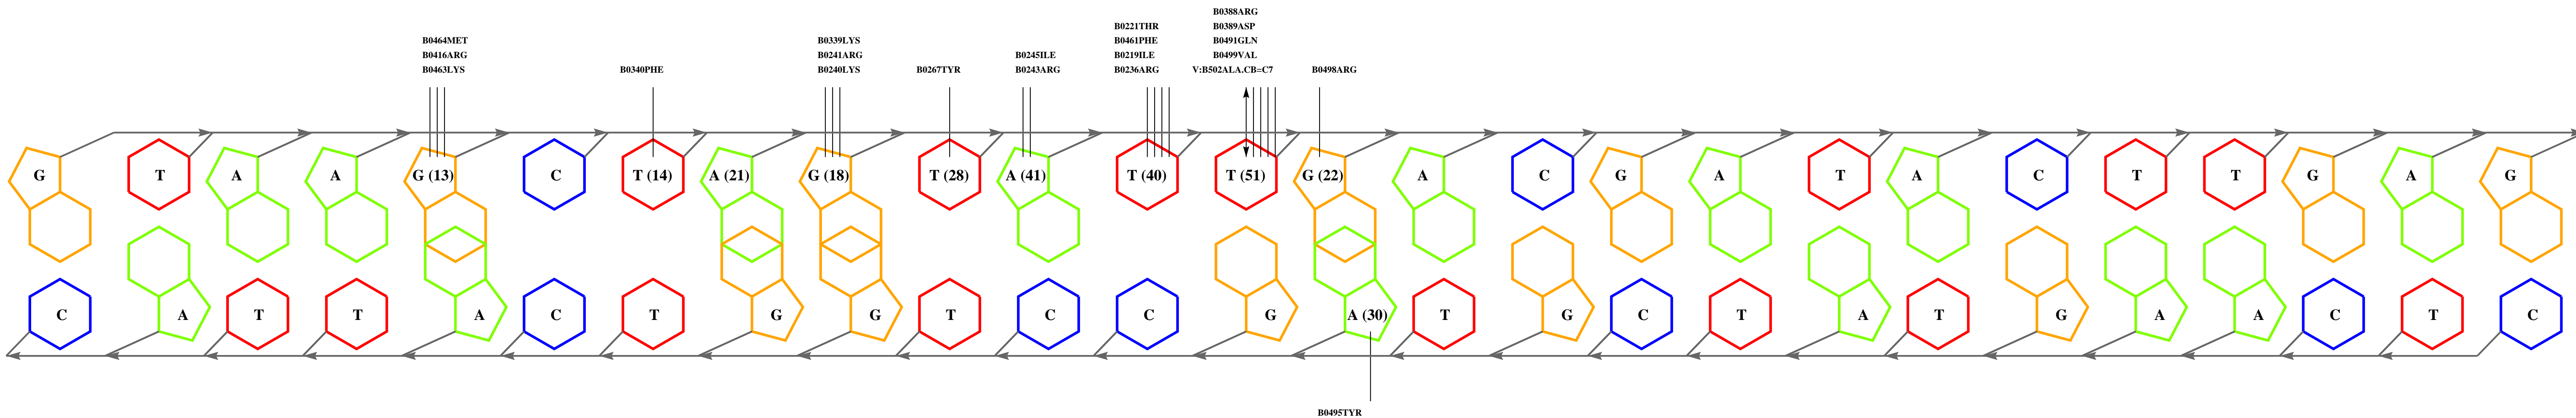 B0388ARG
B0221THR B0389ASP
B0464MET B0339LYS B0461PHE B0491GLN
B0416ARG B0241ARG B0245ILE B0219ILE B0499VAL
B0463LYS B0340PHE B0240LYS B0267TYR B0243ARG B0236ARG V:B502ALA.CB=C7 B0498ARG
G T A A G (13) C T (14) A (21) G (18) T (28) A (41) T (40) T (51) G (22) A C G A T A C T T G A G
C A T T A C T G G T C C G A (30) T G C T A T G A A C T C
B0495TYR